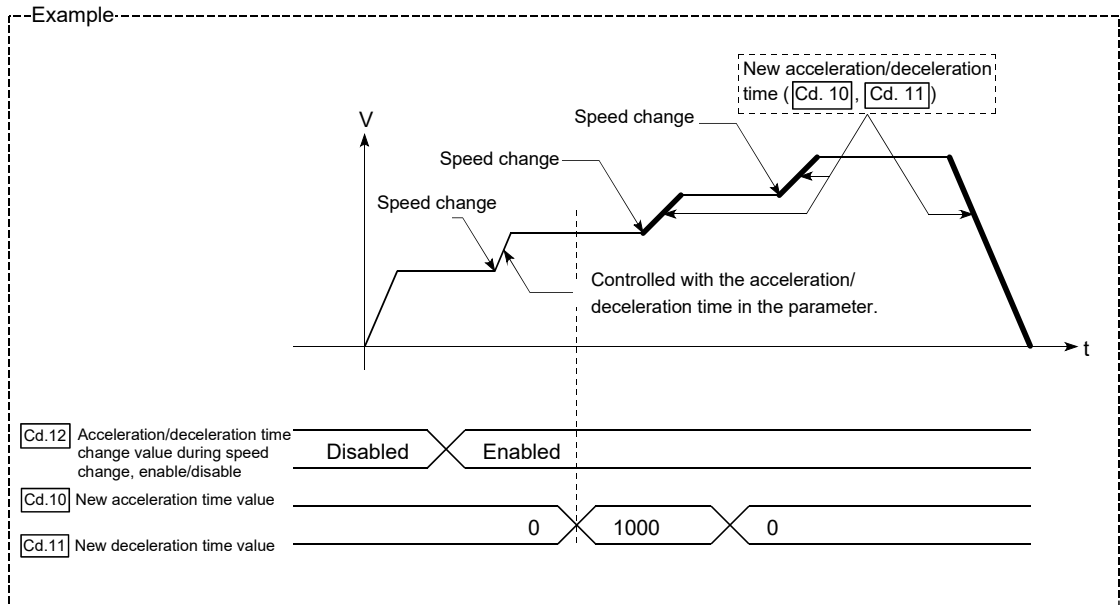 Example
New acceleration/deceleration
time ( Cd. 10 , Cd. 11 )
Speed change
V
Speed change
Speed change
Controlled with the acceleration/
deceleration time in the parameter.
t
Cd.12 Acceleration/deceleration time
change value during speed
change, enable/disable
Disabled
Enabled
Cd.10 New acceleration time value
0
1000
0
Cd.11 New deceleration time value